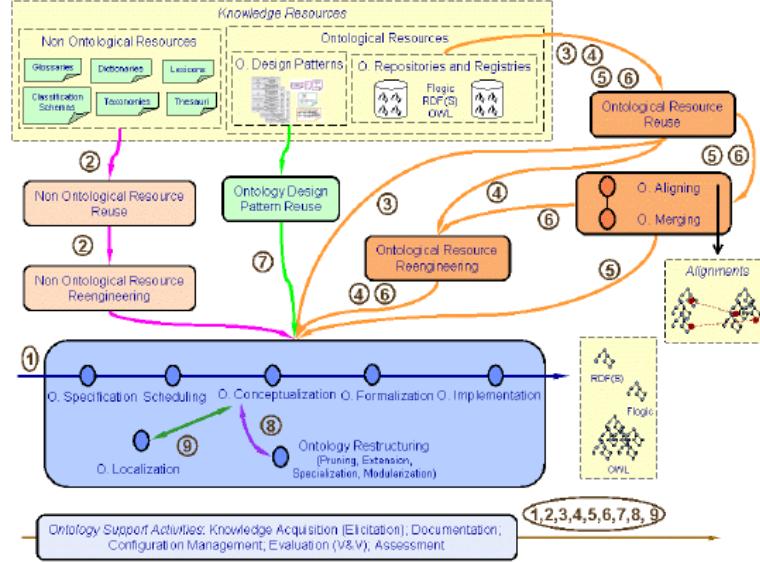 Knowledge Resources
Non Ontological Resources
Glossaries
Dictionaries
Lexicons
Classification
Schemas
Taxonomies
Thesauri
Ontological Resources
O. Design Patterns
O. Repositories and Registries
Flogic
RDF(S)
OWL
3 4
5 6
Ontological Resource
Reuse
2
5 6
Non Ontological Resource
Reuse
Ontology Design
Pattern Reuse
3
4
O. Aligning
6
O. Merging
2
7
Ontological Resource
Reengineering
Non Ontological Resource
Reengineering
5
4 6
Alignments
1
O. Specification
Scheduling
O. Conceptualization
O. Formalization
O. Implementation
RDF(S)
Flogic
OWL
9
8
O. Localization
Ontology Restructuring
(Pruning, Extension,
Specialization, Modularization)
1,2,3,4,5,6,7,8, 9
Ontology Support Activities: Knowledge Acquisition (Elicitation); Documentation;
Configuration Management; Evaluation (V&V); Assessment